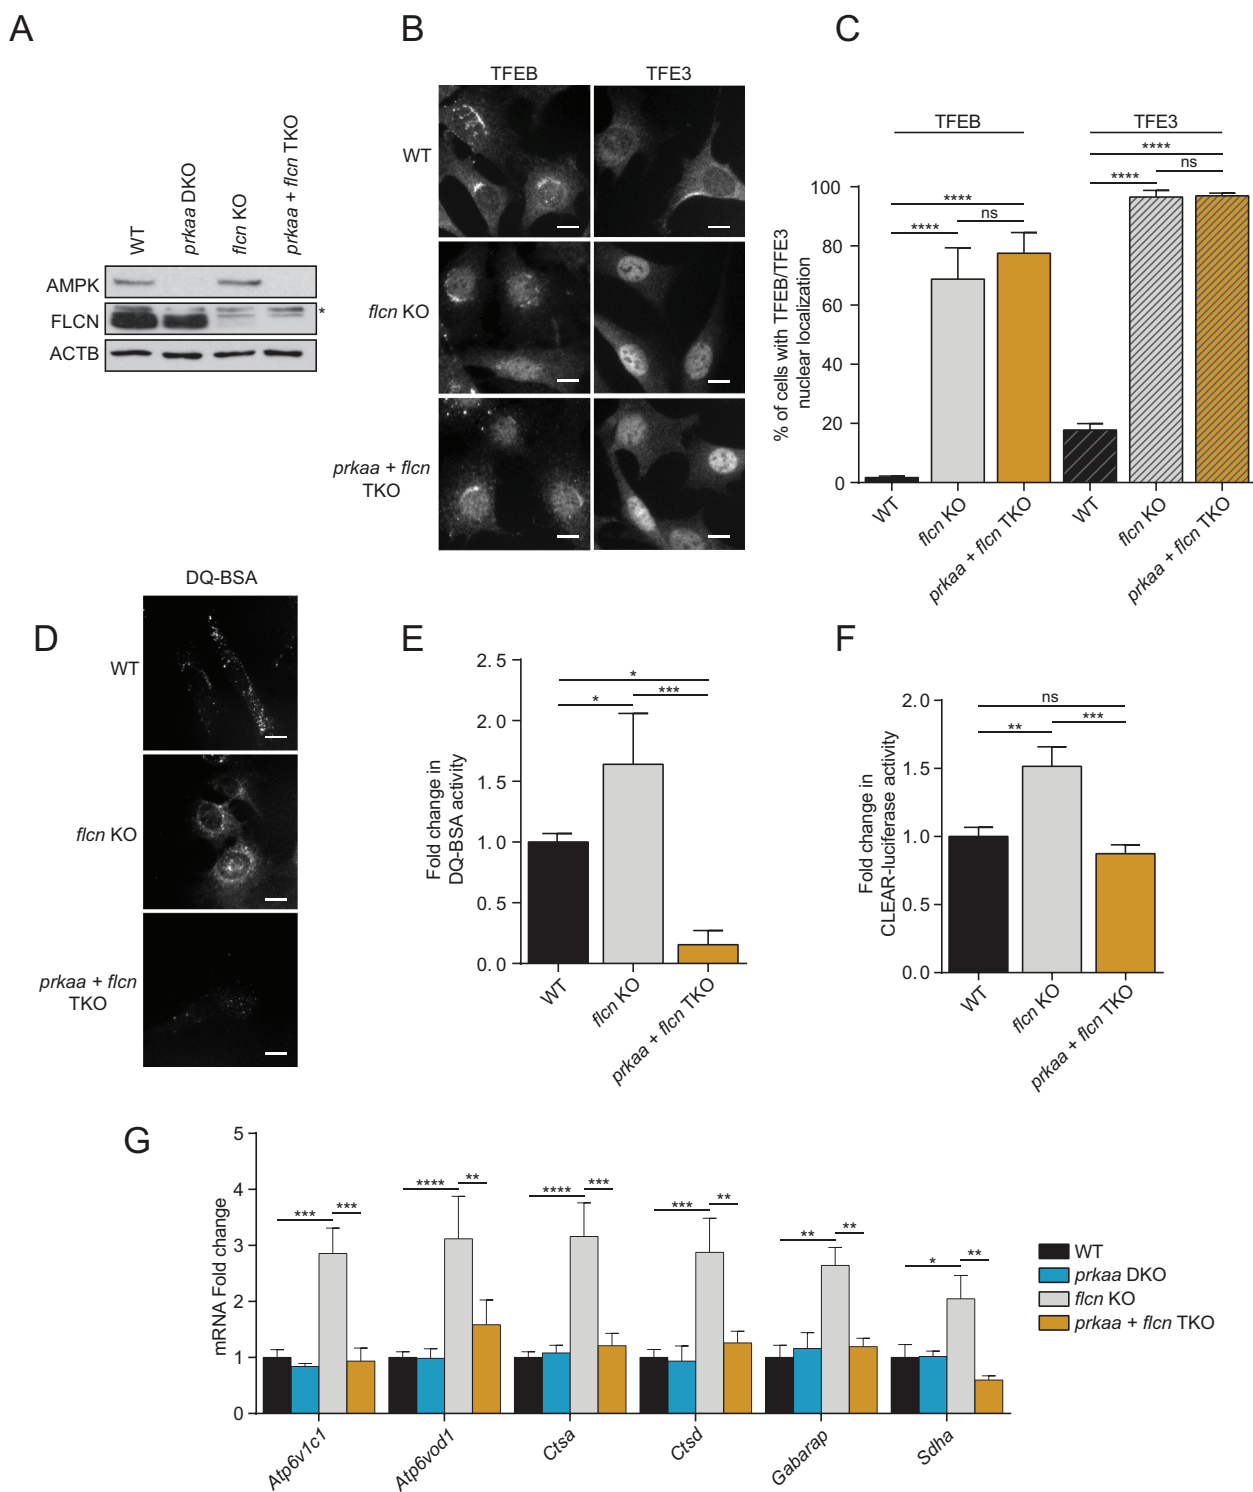 A
WT
prkaa DKO
flcn KO
prkaa + flcn TKO
AMPK
FLCN
*
ACTB
B
TFEB
TFE3
WT
flcn KO
prkaa + flcn
TKO
C
TFEB
TFE3
****
ns
****
****
ns
****
% of cells with TFEB/TFE3
nuclear localization
100
80
60
40
20
0
WT
flcn KO
prkaa + flcn TKO
WT
flcn KO
prkaa + flcn TKO
D
DQ-BSA
WT
flcn KO
prkaa + flcn
TKO
E
Fold change in
DQ-BSA activity
2.5
2.0
1.5
1.0
0.5
0.0
*
***
*
WT
flcn KO
prkaa + flcn TKO
F
Fold change in
CLEAR-luciferase activity
2.0
1.5
1.0
0.5
0.0
ns
***
**
WT
flcn KO
prkaa + flcn TKO
G
mRNA Fold change
5
4
3
2
1
0
*** ***
**** **
**** ***
*** **
** **
* **
Atp6v1c1
Atp6vod1
Ctsa
Ctsd
Gabarap
Sdha
WT
prkaa DKO
flcn KO
prkaa + flcn TKO